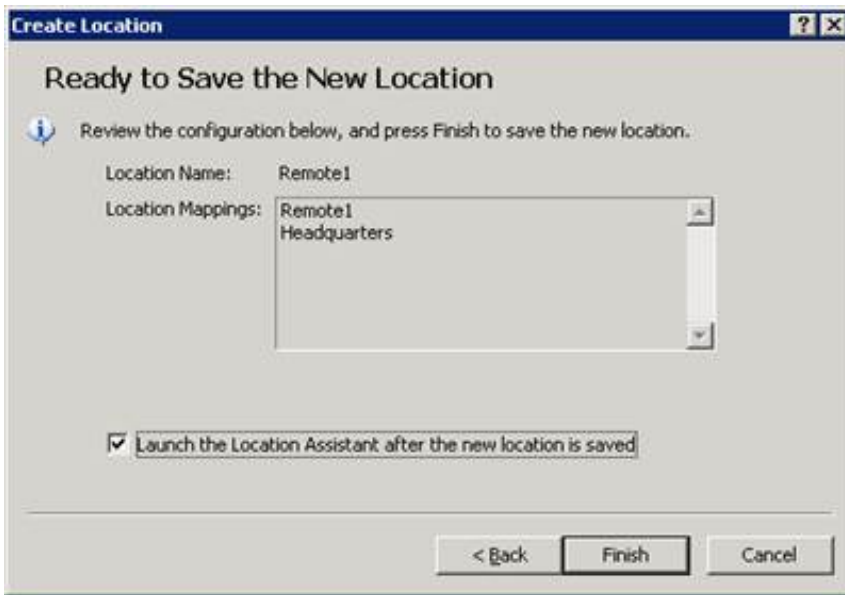 Create Location
Ready to Save the New Location
Review the configuration below, and press Finish to save the new location.
Location Name: Remote1
Location Mappings: Remote1
Headquarters
Launch the Location Assistant after the new location is saved
< Back Finish Cancel